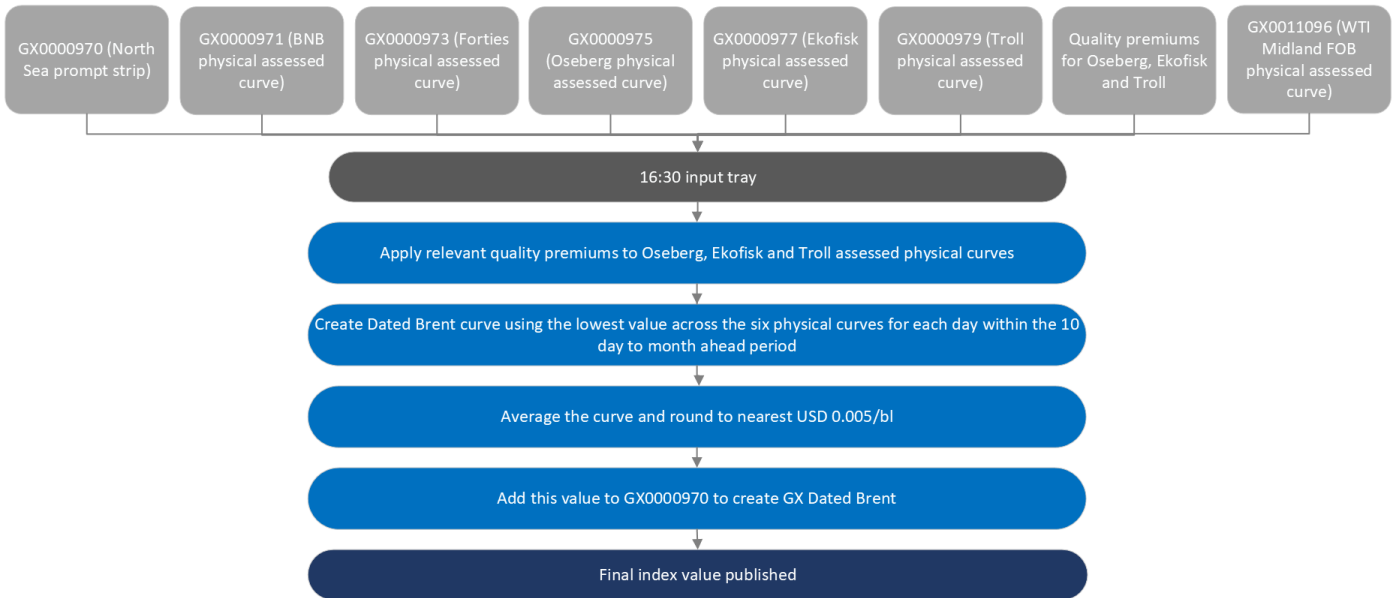 GX0000970 (North
Sea prompt strip)
GX0000971 (BNB
physical assessed
curve)
GX0000973 (Forties
physical assessed
curve)
GX0000975
(Oseberg physical
assessed curve)
GX0000977 (Ekofisk
physical assessed
curve)
GX0000979 (Troll
physical assessed
curve)
Quality premiums
for Oseberg, Ekofisk
and Troll
GX0011096 (WTI
Midland FOB
physical assessed
curve)
16:30 input tray
Apply relevant quality premiums to Oseberg, Ekofisk and Troll assessed physical curves
Create Dated Brent curve using the lowest value across the six physical curves for each day within the 10
day to month ahead period
Average the curve and round to nearest USD 0.005/bl
Add this value to GX0000970 to create GX Dated Brent
Final index value published